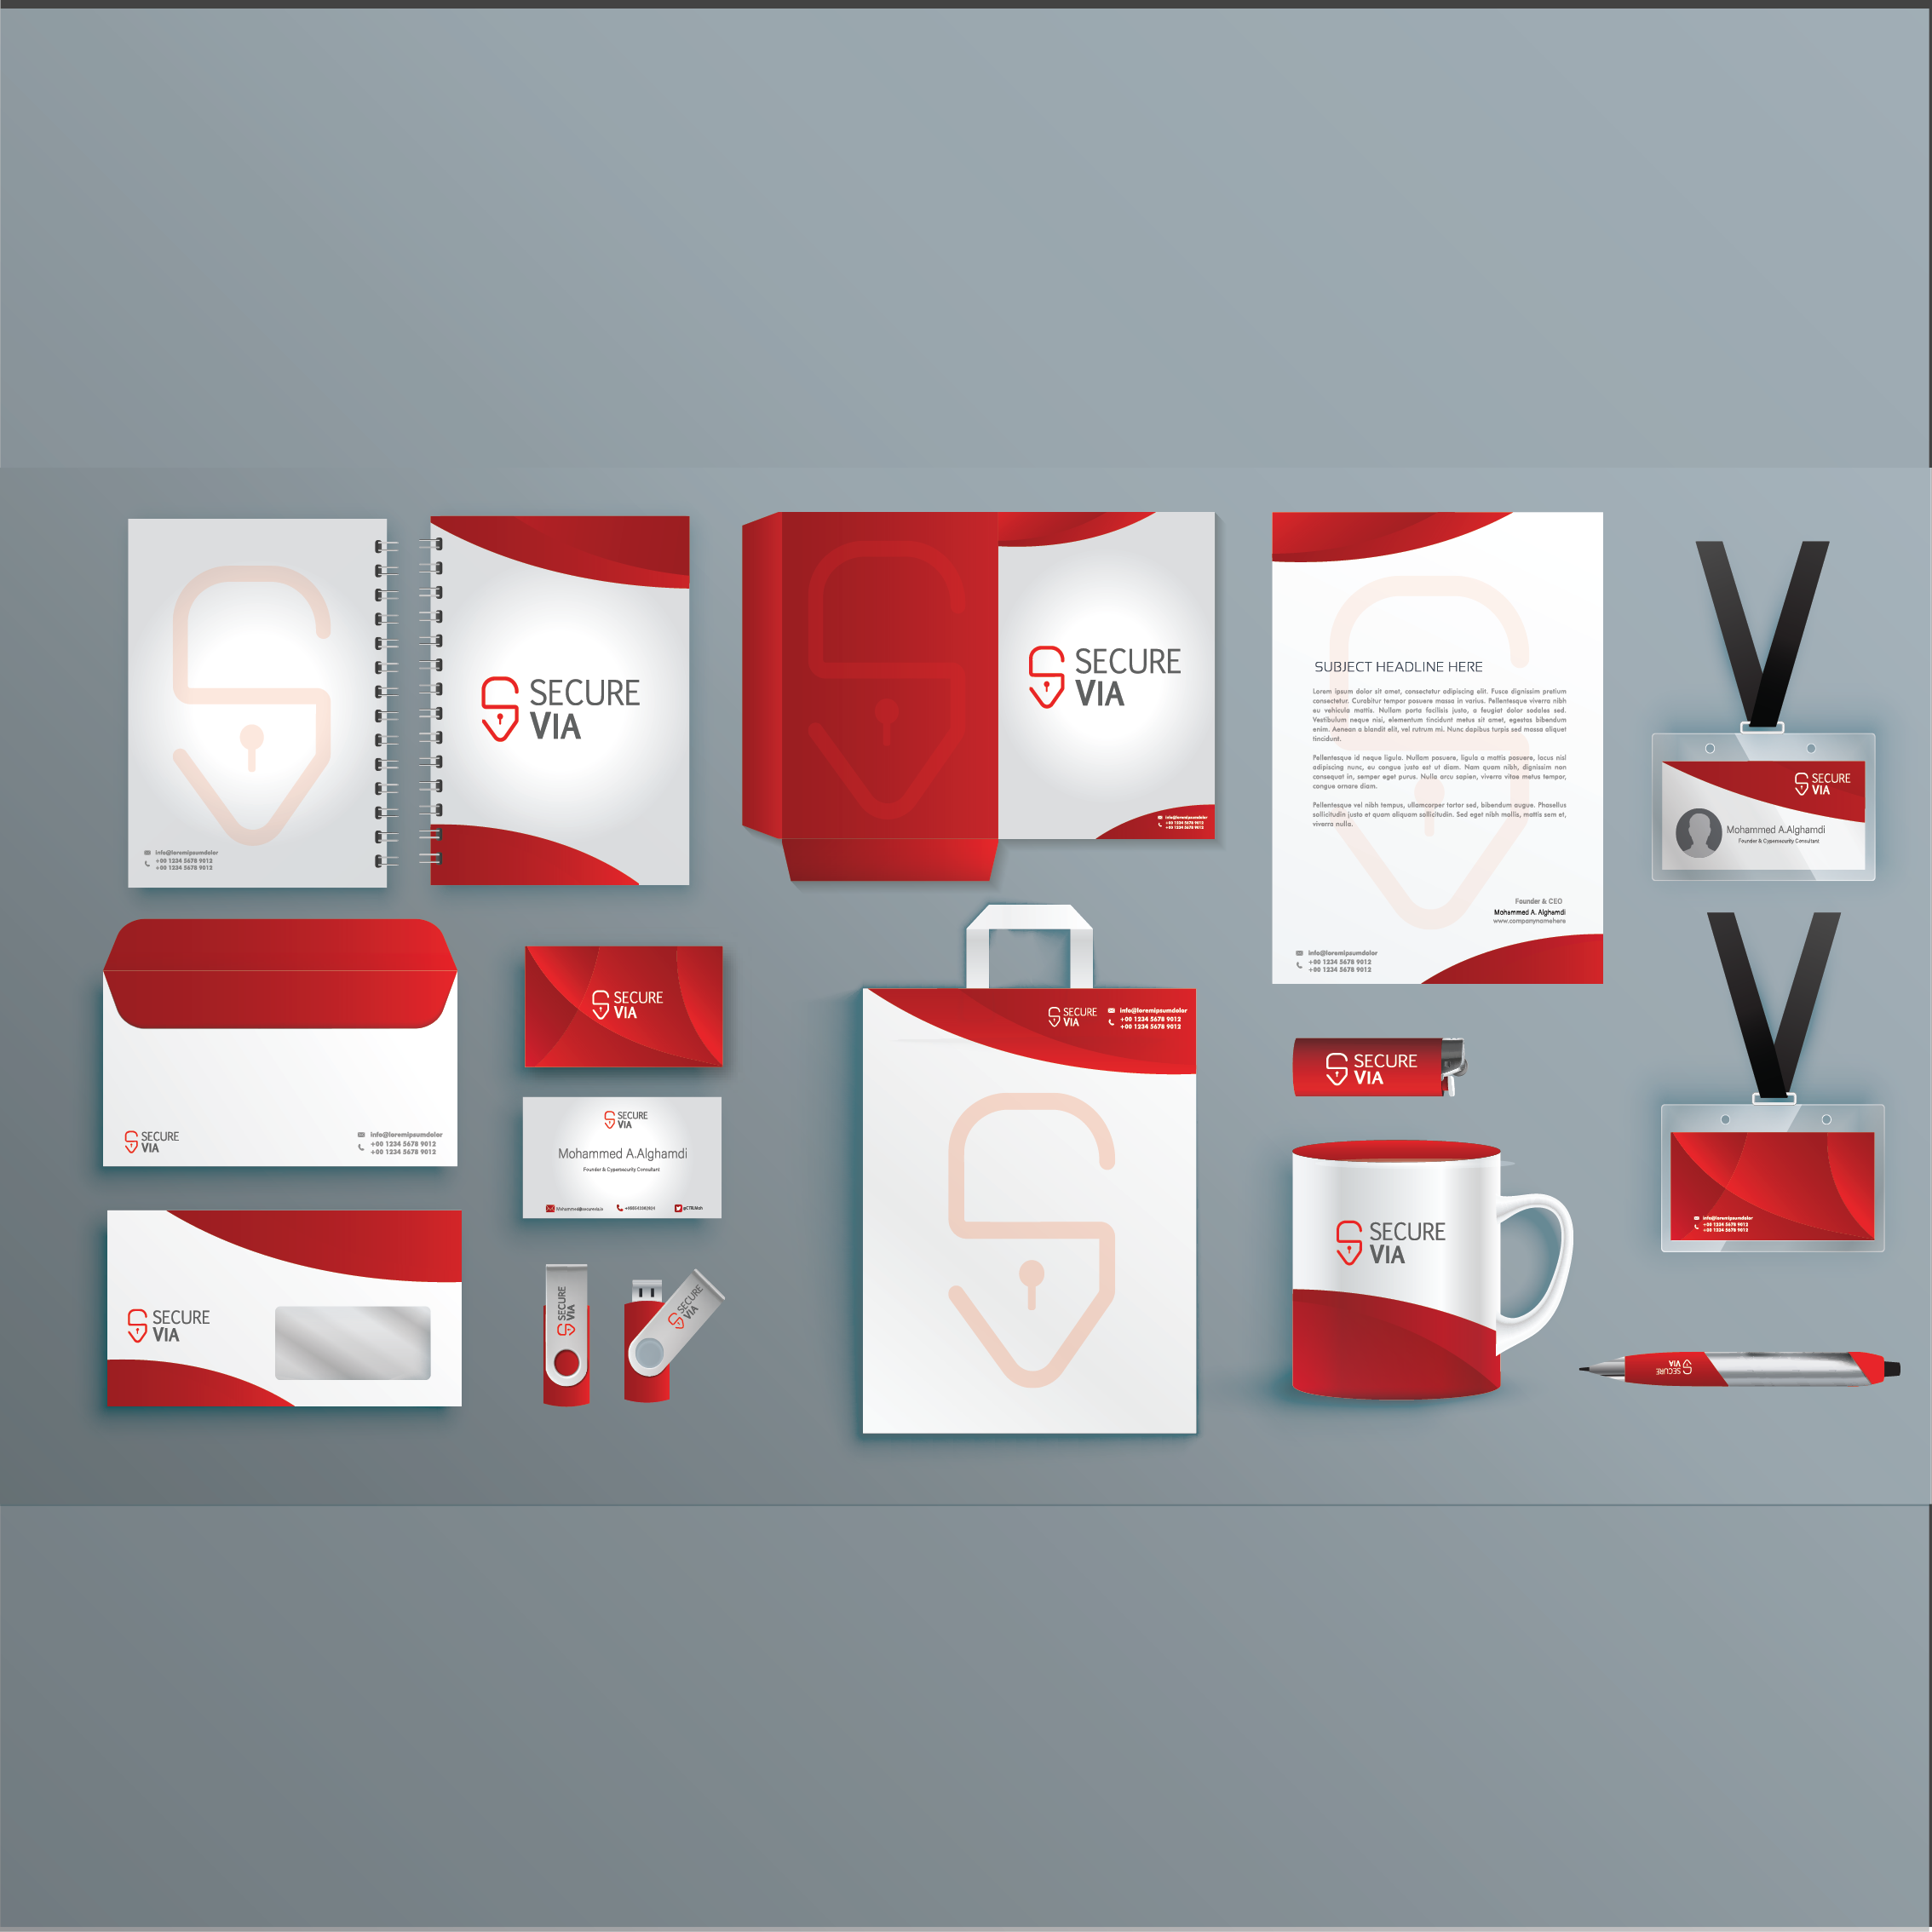 info@loremipsumdolor
+00 1234 5678 9012
+00 1234 5678 9012
SECURE
VIA
SECURE
VIA
info@loremipsumdolor
+00 1234 5678 9012
+00 1234 5678 9012
SUBJECT HEADLINE HERE
Lorem ipsum dolor sit amet, consectetur adipiscing elit. Fusce dignissim pretium
consectetur. Curabitur tempor posuere massa in varius. Pellentesque viverra nibh
eu vehicula mattis. Nullam porta facilisis justo, a feugiat dolor sodales sed.
Vestibulum neque nisi, elementum tincidunt metus sit amet, egestas bibendum
enim. Aenean a blandit elit, vel rutrum mi. Nunc dapibus turpis sed massa aliquet
tincidunt.
Pellentesque id neque ligula. Nullam posuere, ligula a mattis posuere, lacus nisl
adipiscing nunc, eu congue justo est ut diam. Nam quam nibh, dignissim non
consequat in, semper eget purus. Nulla arcu sapien, viverra vitae metus tempor,
congue ornare diam.
Pellentesque vel nibh tempus, ullamcorper tortor sed, bibendum augue. Phasellus
sollicitudin justo et quam aliquam sollicitudin. Sed eget nibh mollis, mattis sem et,
viverra nulla.
Founder & CEO
Mohammed A. Alghamdi
www.companynamehere
info@loremipsumdolor
+00 1234 5678 9012
+00 1234 5678 9012
SECURE
VIA
Mohammed A.Alghamdi
Founder & Cypersecurity Consultant
SECURE
VIA
info@loremipsumdolor
+00 1234 5678 9012
+00 1234 5678 9012
SECURE
VIA
SECURE
VIA
Mohammed A.Alghamdi
Founder & Cypersecurity Consultant
SECURE
VIA
info@loremipsumdolor
+00 1234 5678 9012
+00 1234 5678 9012
SECURE
VIA
SECURE
VIA
info@loremipsumdolor
+00 1234 5678 9012
+00 1234 5678 9012
SECURE
VIA
SECURE
VIA
SECURE
VIA
SECURE
VIA